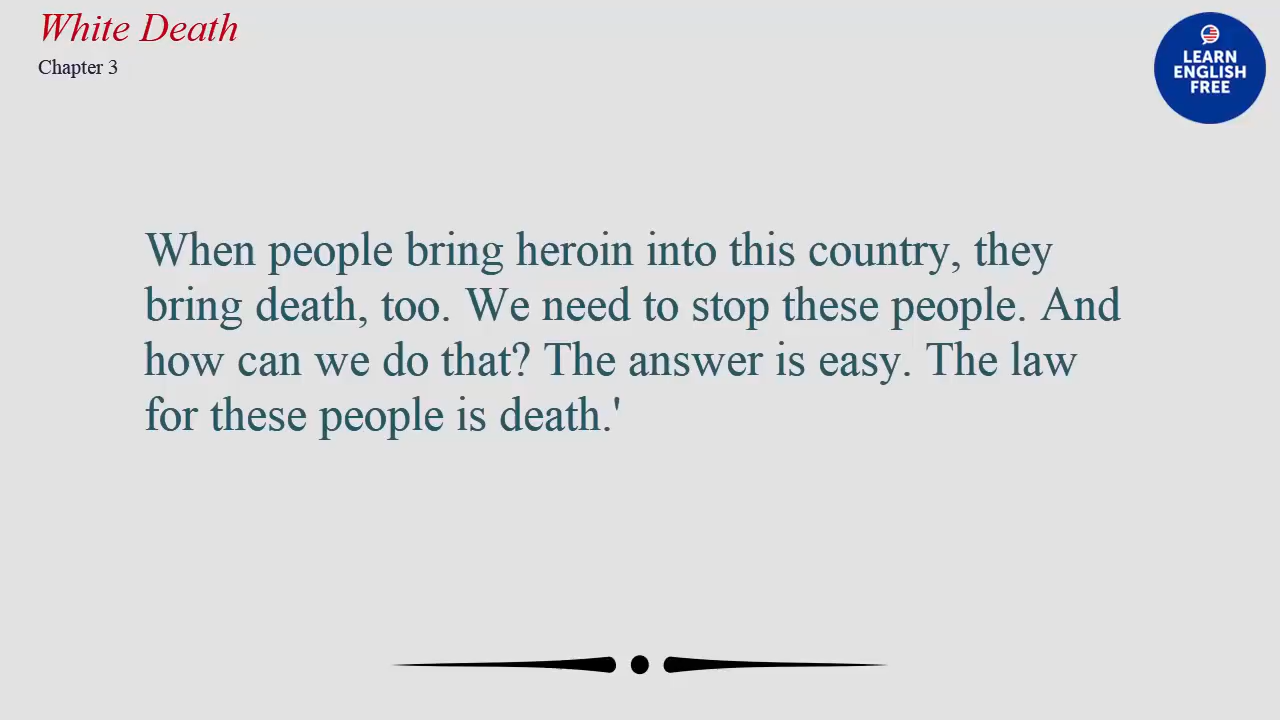 White Death
Chapter 3
LEARN
ENGLISH
FREE
When people bring heroin into this country, they
bring death, too. We need to stop these people. And
how can we do that? The answer is easy. The law
for these people is death.'